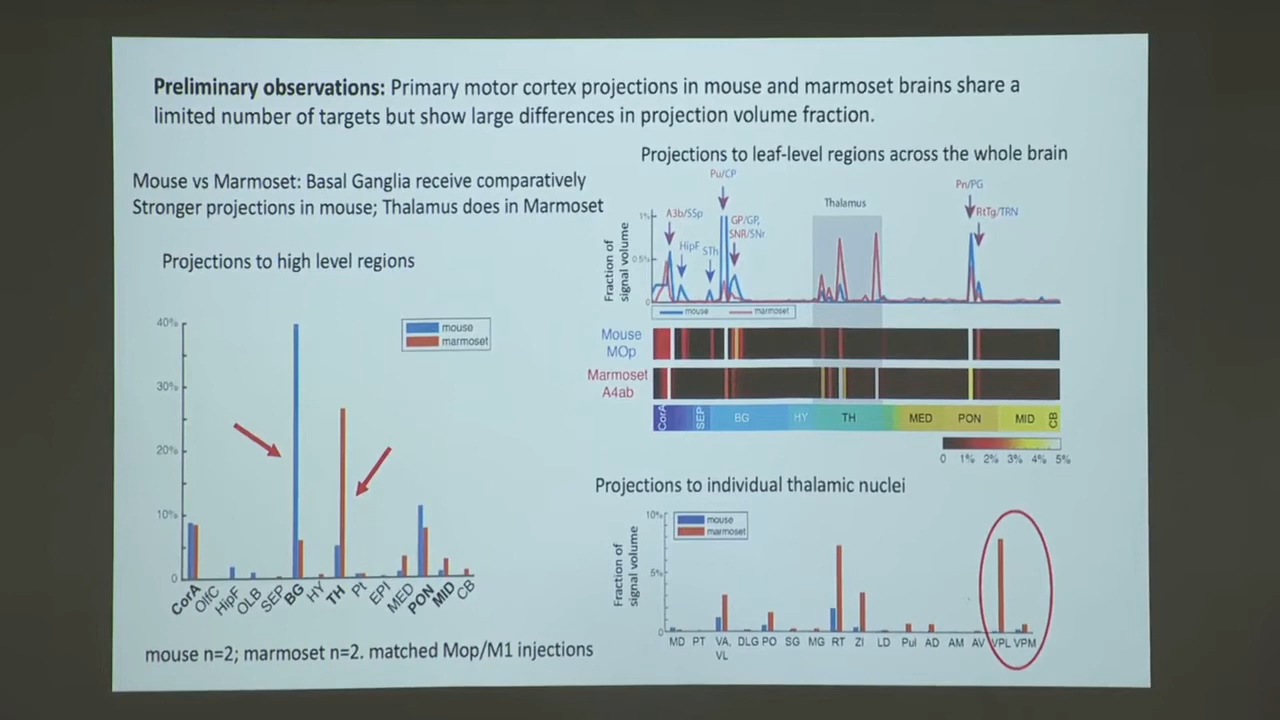 Preliminary observations: Primary motor cortex projections in mouse and marmoset brains share a
limited number of targets but show large differences in projection volume fraction.
Mouse vs Marmoset: Basal Ganglia receive comparatively
Stronger projections in mouse; Thalamus does in Marmoset
Projections to high level regions
40%
30%
20%
10%
0
mouse
marmoset
CorA OlfC HipF OLB SEP BG HY TH Pt EPI MED PON MID CB
mouse n=2; marmoset n=2. matched Mop/M1 injections
Projections to leaf-level regions across the whole brain
Fraction of
signal volume
1%
0.5%
0
A3b/SSp
HipF
STh
Pu/CP
GP/GP,
SNR/SNr
Thalamus
Pn/PG
RtTg/TRN
mouse marmoset
Mouse
MOp
Marmoset
A4ab
CorA SEP BG HY TH MED PON MID CB
0 1% 2% 3% 4% 5%
Projections to individual thalamic nuclei
Fraction of
signal volume
10%
5%
0
mouse
marmoset
MD PT VA, DLG PO SG MG RT ZI LD Pul AD AM AV VPL VPM
VL